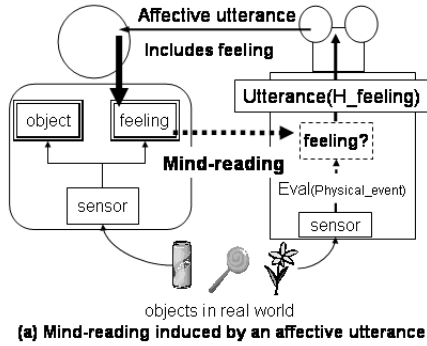 Affective utterance
Includes feeling
Utterance(H_feeling)
object
feeling
feeling?
Mind-reading
Eval(Physical_event)
sensor
sensor
objects in real world
(a) Mind-reading induced by an affective utterance